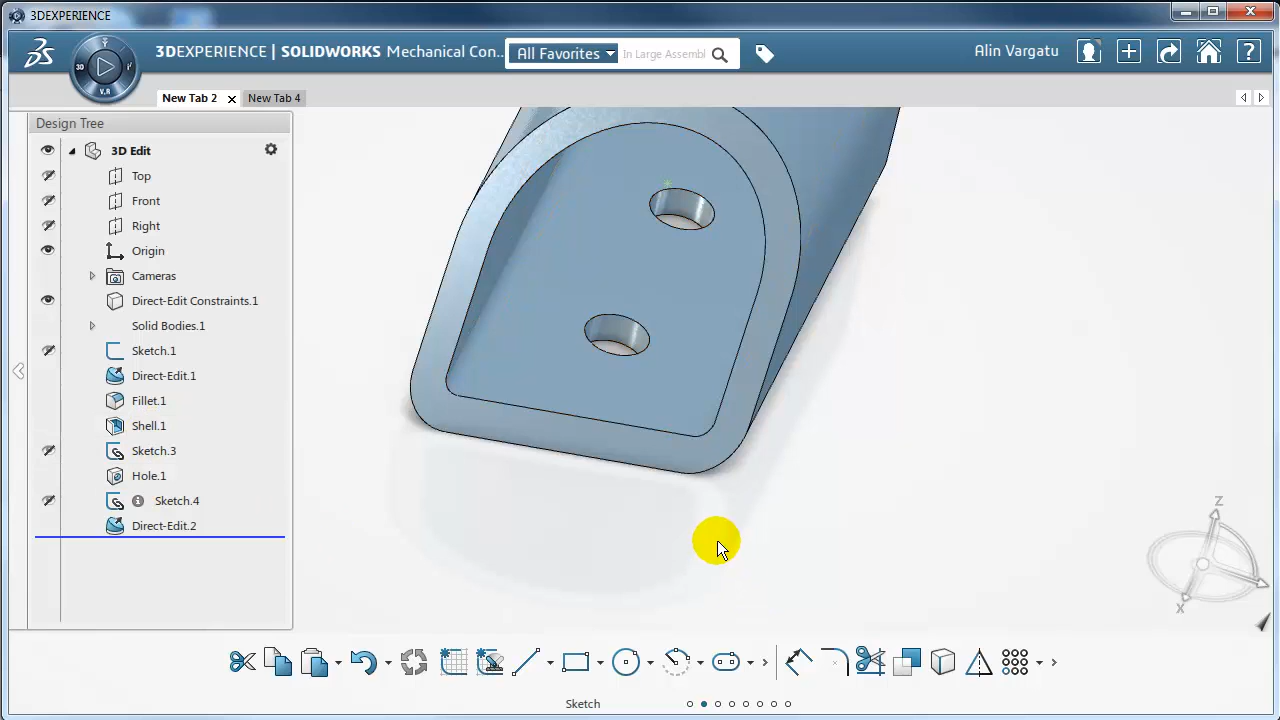 3DEXPERIENCE
3DEXPERIENCE | SOLIDWORKS Mechanical Con..
All Favorites
In Large Assembl
Alin Vargatu
3D
V.R
New Tab 2
New Tab 4
Design Tree
3D Edit
Top
Front
Right
Origin
Cameras
Direct-Edit Constraints.1
Solid Bodies.1
Sketch.1
Direct-Edit.1
Fillet.1
Shell.1
Sketch.3
Hole.1
Sketch.4
Direct-Edit.2
Z
X
Sketch